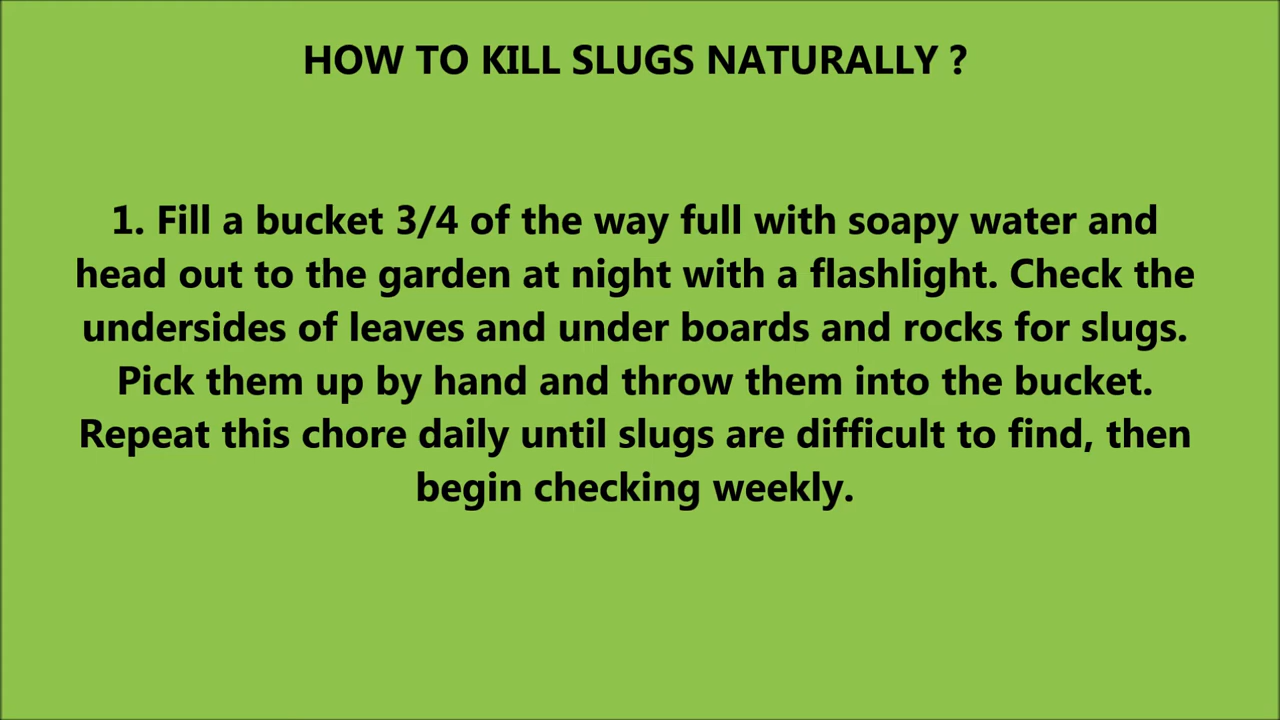 HOW TO KILL SLUGS NATURALLY ?
1. Fill a bucket 3/4 of the way full with soapy water and
head out to the garden at night with a flashlight. Check the
undersides of leaves and under boards and rocks for slugs.
Pick them up by hand and throw them into the bucket.
Repeat this chore daily until slugs are difficult to find, then
begin checking weekly.